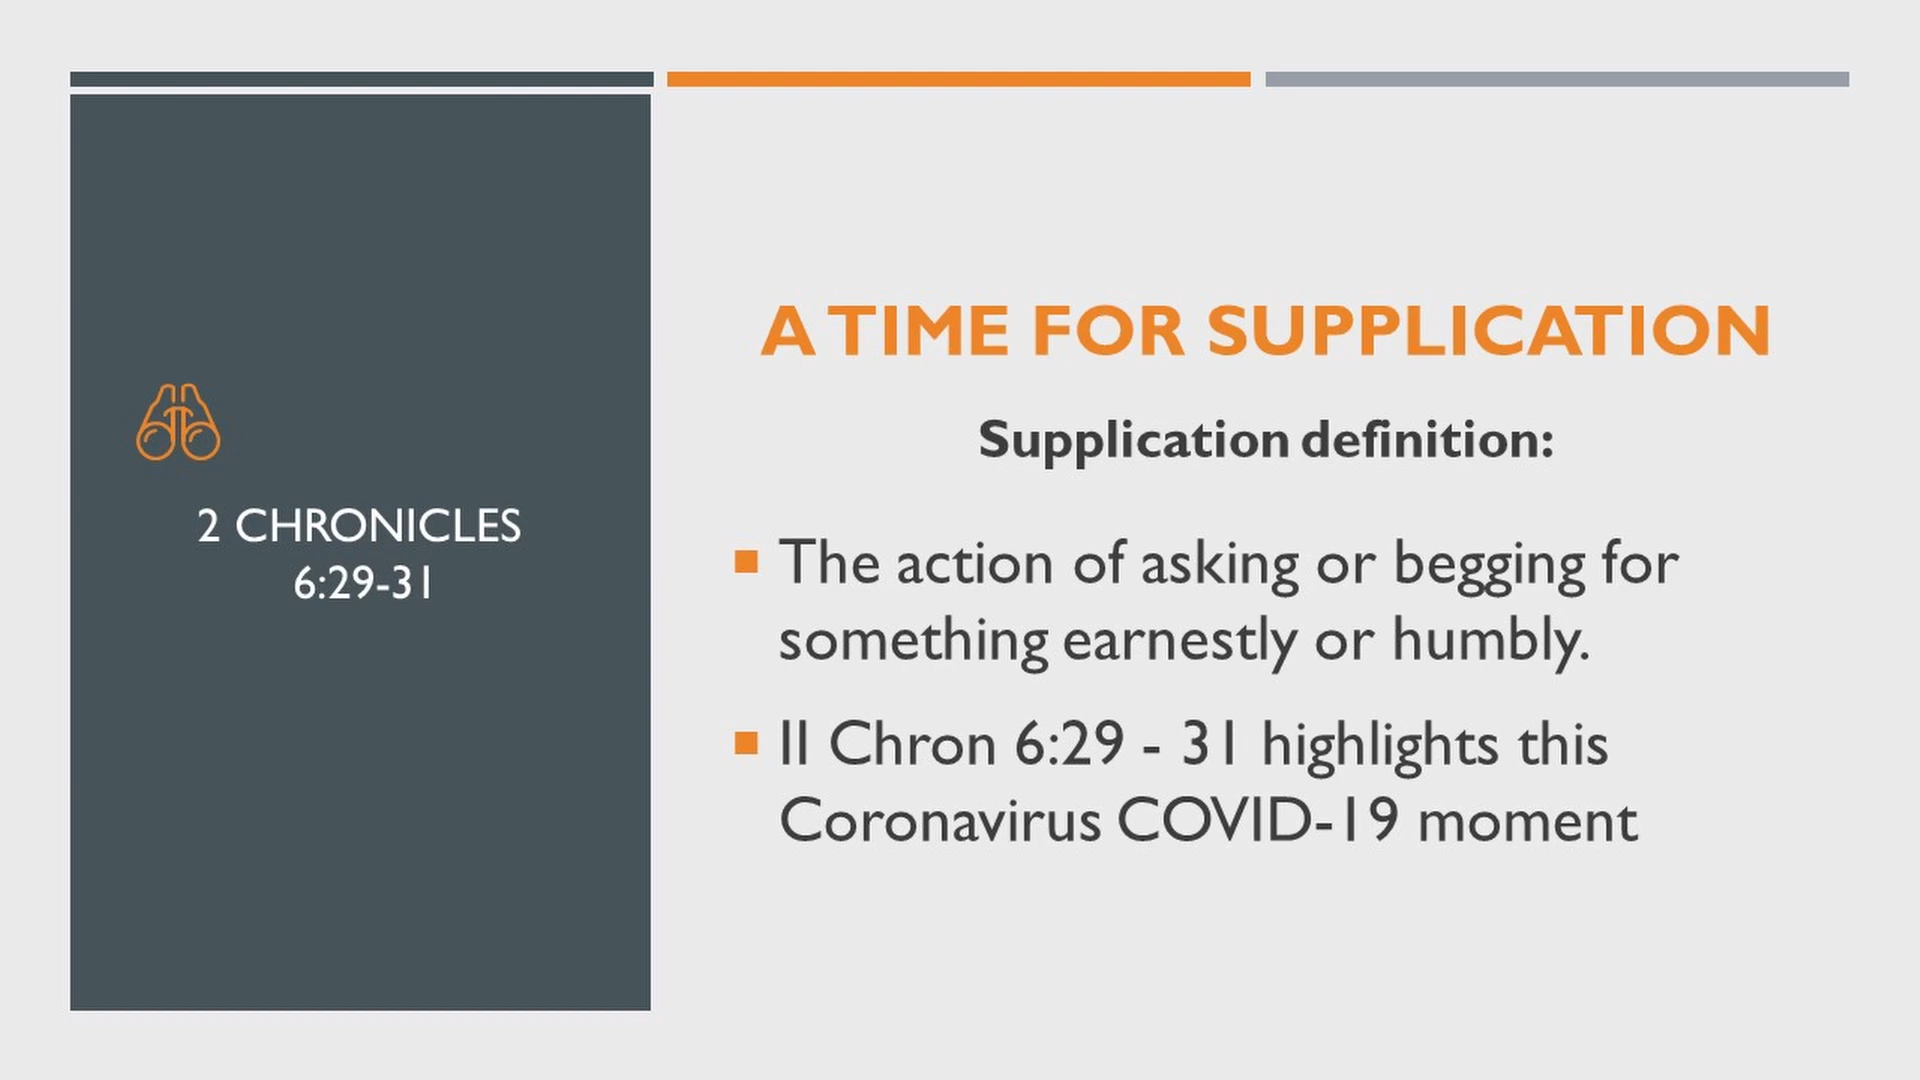 2 CHRONICLES
6:29-31
A TIME FOR SUPPLICATION
Supplication definition:
The action of asking or begging for
something earnestly or humbly.
II Chron 6:29 - 31 highlights this
Coronavirus COVID-19 moment